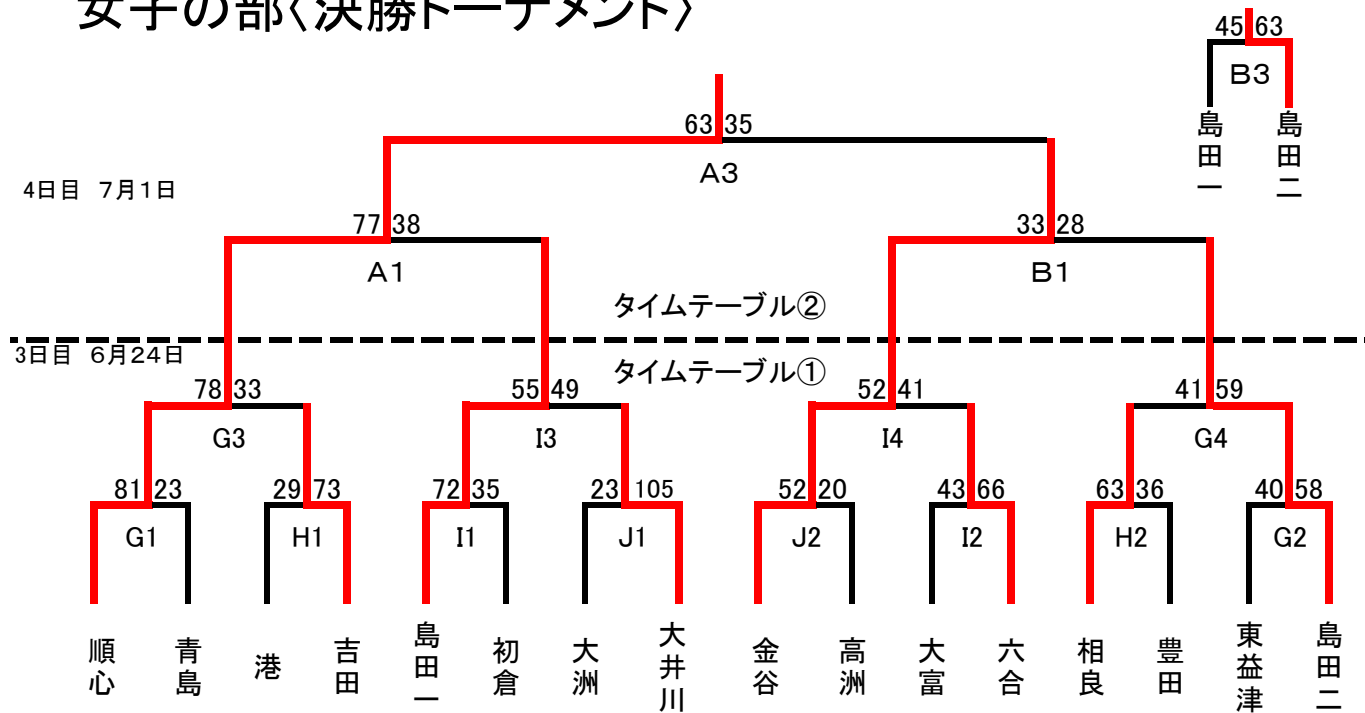 女子の部〈決勝トーナメント〉
45 63
B3
島田一
島田二
63 35
A3
4日目 7月1日
77 38
33 28
A1
B1
タイムテーブル②
3日目 6月24日
タイムテーブル①
78 33
55 49
52 41
41 59
G3
I3
I4
G4
81 23
29 73
72 35
23 105
52 20
43 66
63 36
40 58
G1
H1
I1
J1
J2
I2
H2
G2
順心
青島
港
吉田
島田一
初倉
大洲
大井川
金谷
高洲
大富
六合
相良
豊田
東益津
島田二